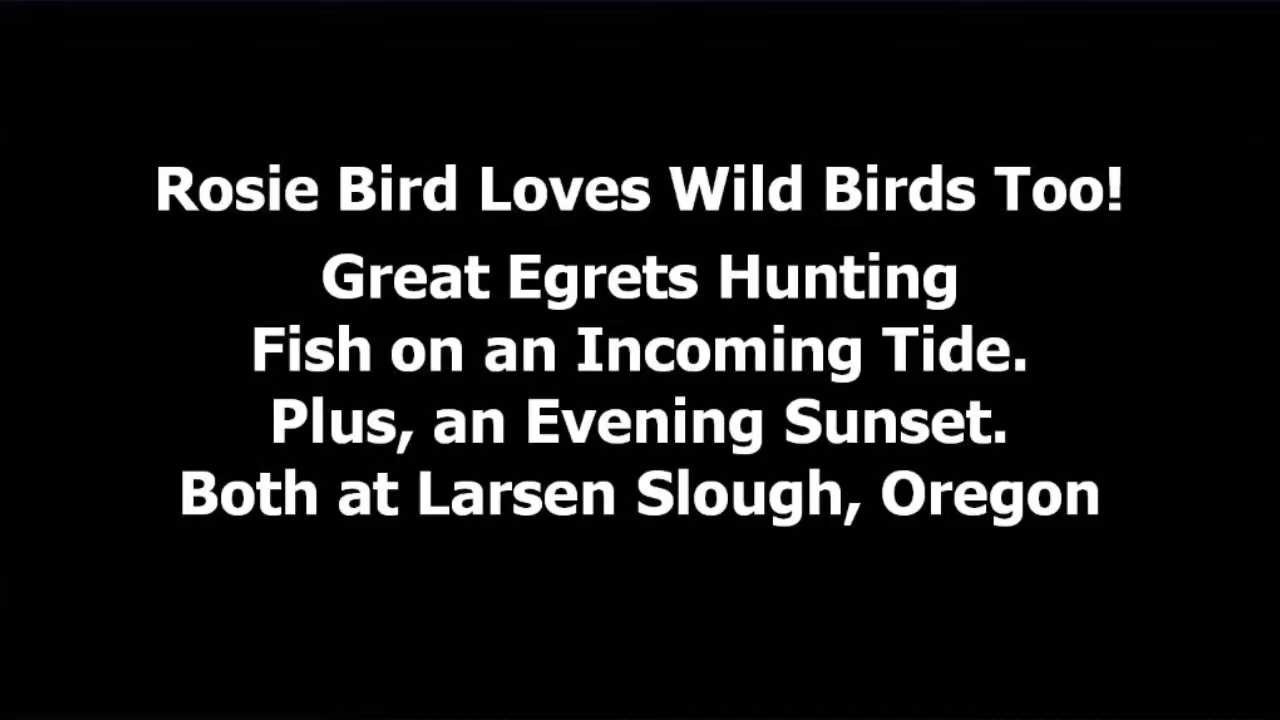 Rosie Bird Loves Wild Birds Too!
Great Egrets Hunting
Fish on an Incoming Tide.
Plus, an Evening Sunset.
Both at Larsen Slough, Oregon